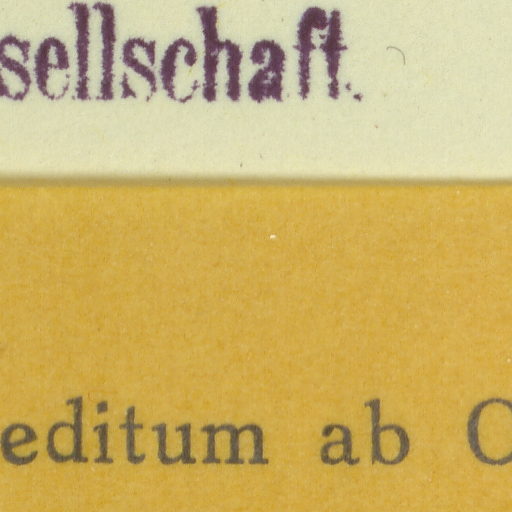 sellschaft.
editum ab O